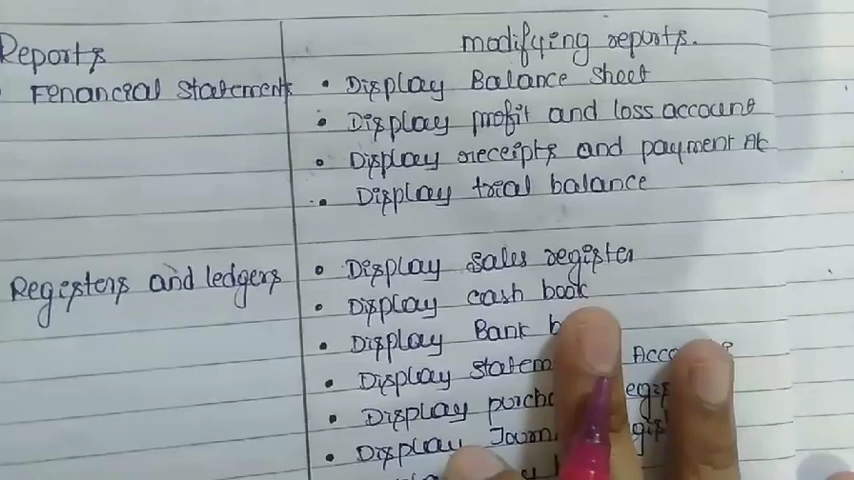 Reports
modifying reports.
Financial statements • Display Balance sheet
• Display profit and loss account
• Display receipts and payment Ac
• Display trial balance
Registers and ledgers • Display sales register
• Display cash book
• Display Bank
• Display
• Display
• Display